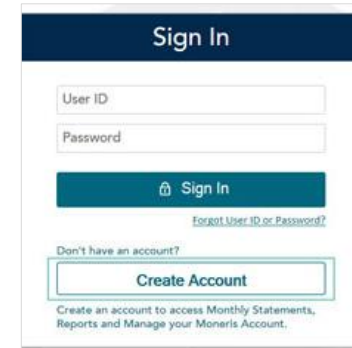 Sign In
User ID
Password
Sign In
Forgot User ID or Password?
Don't have an account?
Create Account
Create an account to access Monthly Statements,
Reports and Manage your Moneris Account.